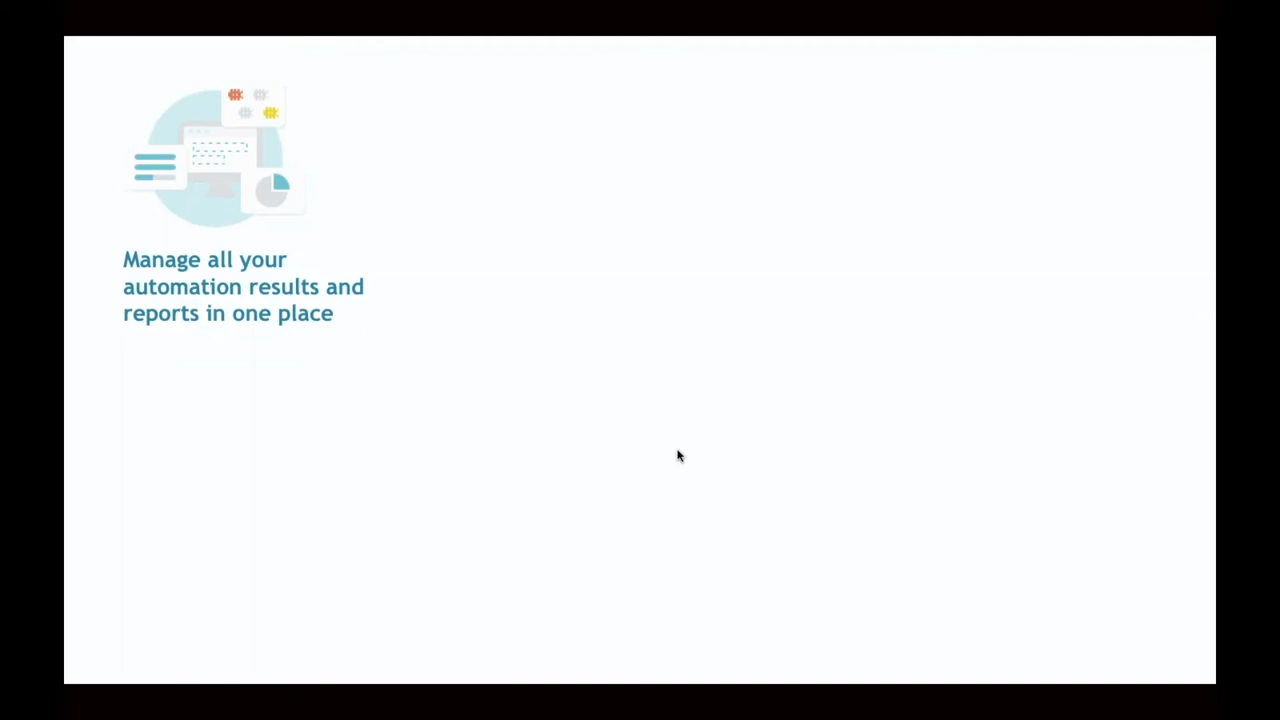 Manage all your
automation results and
reports in one place